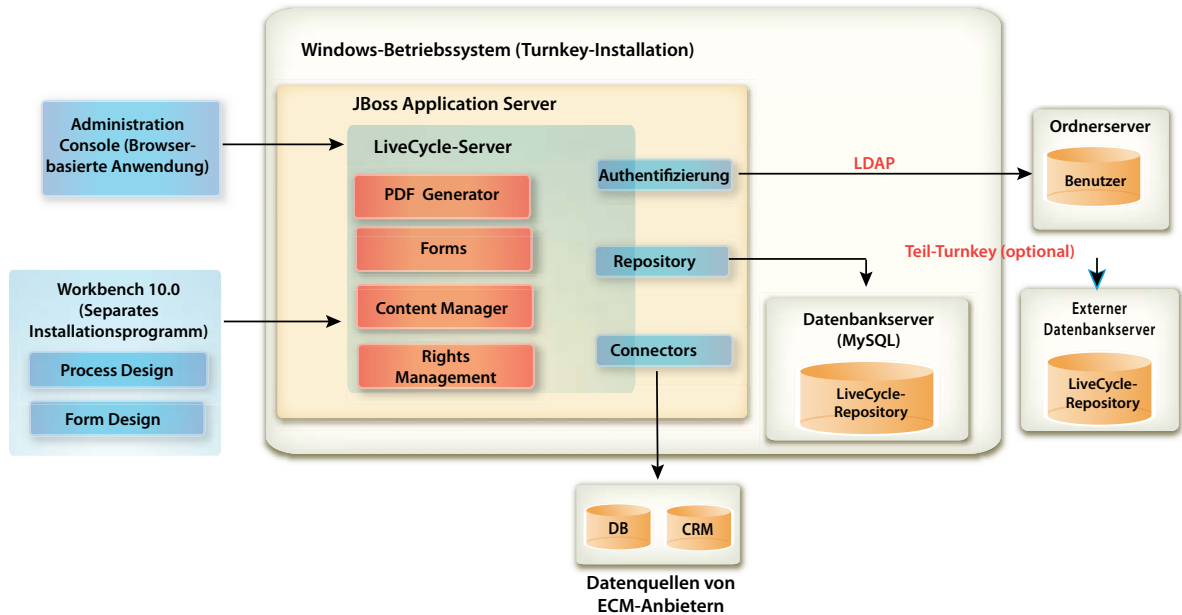 Windows-Betriebssystem (Turnkey-Installation)
JBoss Application Server
Administration
Console (Browser-
basierte Anwendung)
LiveCycle-Server
PDF Generator
Forms
Content Manager
Rights
Management
Authentifizierung
Repository
Connectors
LDAP
Ordnerserver
Benutzer
Teil-Turnkey (optional)
Workbench 10.0
(Separates
Installationsprogramm)
Process Design
Form Design
Datenbankserver
(MySQL)
LiveCycle-
Repository
Externer
Datenbankserver
LiveCycle-
Repository
DB
CRM
Datenquellen von
ECM-Anbietern